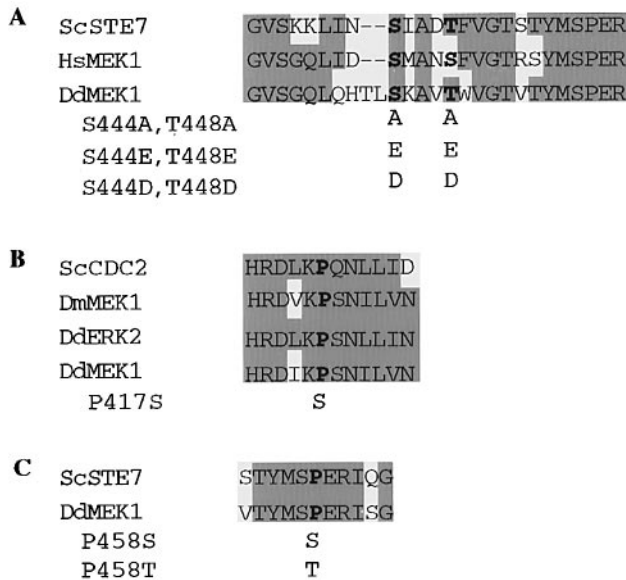 A
ScSTE7 GVSKKLIN--SIADTFVGTSTYMSPER
HsMEK1 GVSGQLID--SMANSFVGTRSYMSPER
DdMEK1 GVSGQLQHTLSKAVTWVGTVTYMSPER
S444A,T448A A A
S444E,T448E E E
S444D,T448D D D
B
ScCDC2 HRDLKPQNLLID
DmMEK1 HRDVKPSNILVN
DdERK2 HRDLKPSNLLIN
DdMEK1 HRDIKPSNILVN
P417S S
C
ScSTE7 STYMSPERIQG
DdMEK1 VTYMSPERISG
P458S S
P458T T